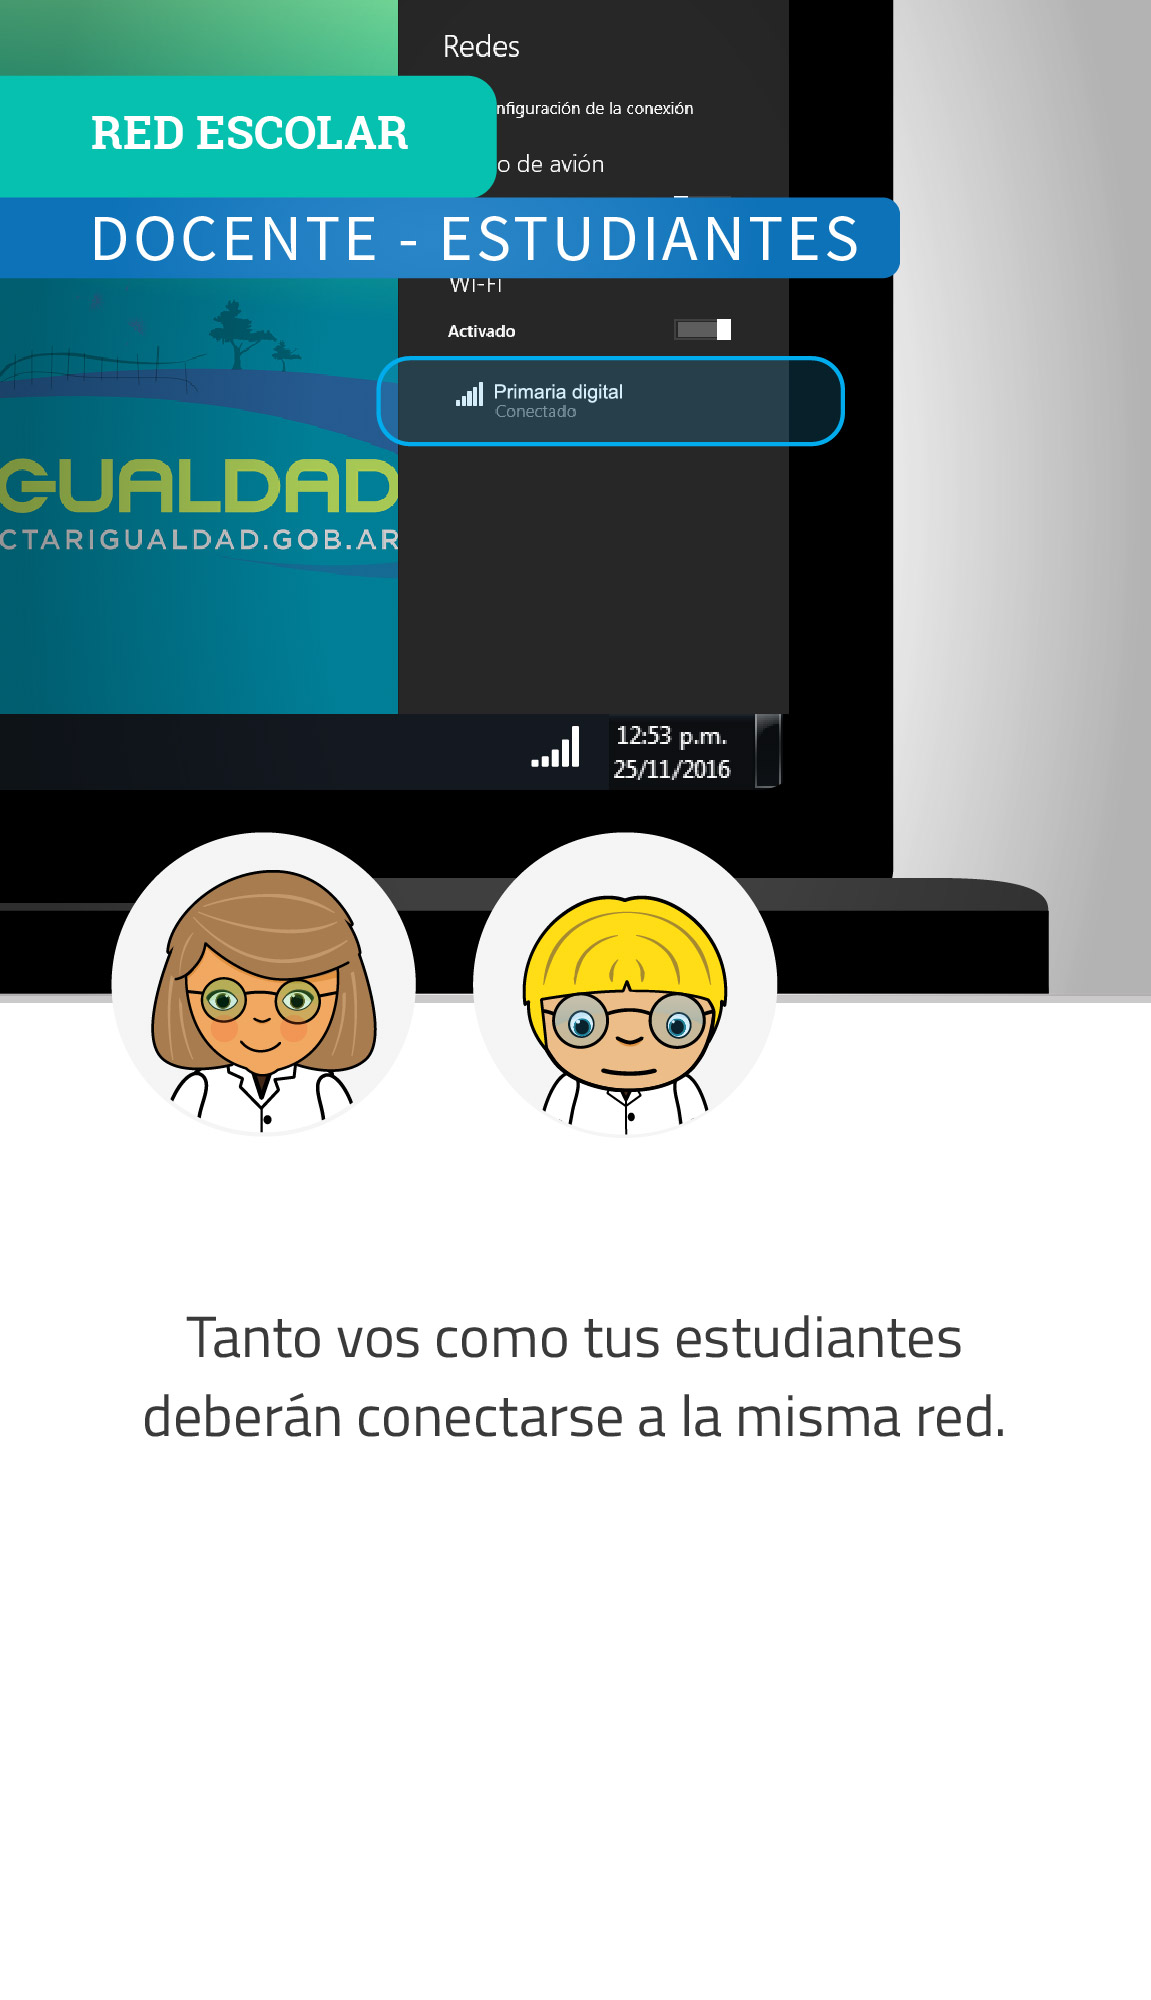 Redes
nfiguración de la conexión
RED ESCOLAR
o de avión
DOCENTE - ESTUDIANTES
Wi-Fi
Activado
Primaria digital
Conectado
GUALDAD
CTARIGUALDAD.GOB.AR
12:53 p.m.
25/11/2016
Tanto vos como tus estudiantes
deberán conectarse a la misma red.